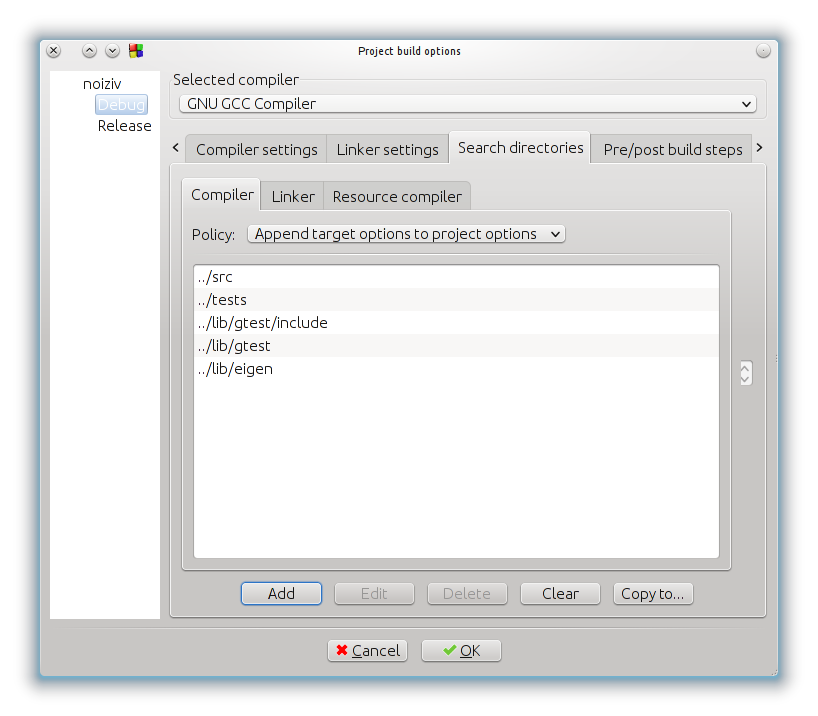 Project build options
noiziv
Debug
Release
Selected compiler
GNU GCC Compiler
Compiler settings Linker settings Search directories Pre/post build steps
Compiler Linker Resource compiler
Policy: Append target options to project options
../src
../tests
../lib/gtest/include
../lib/gtest
../lib/eigen
Add Edit Delete Clear Copy to...
Cancel OK